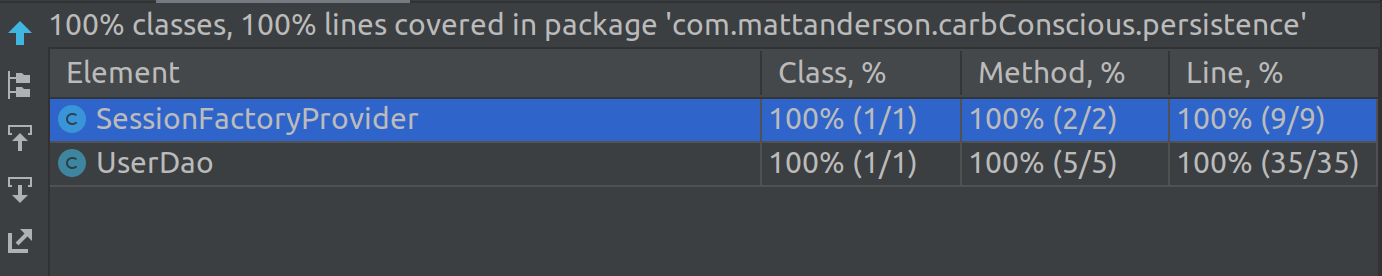 100% classes, 100% lines covered in package 'com.mattanderson.carbConscious.persistence'
Element Class, % Method, % Line, %
C SessionFactoryProvider 100% (1/1) 100% (2/2) 100% (9/9)
C UserDao 100% (1/1) 100% (5/5) 100% (35/35)